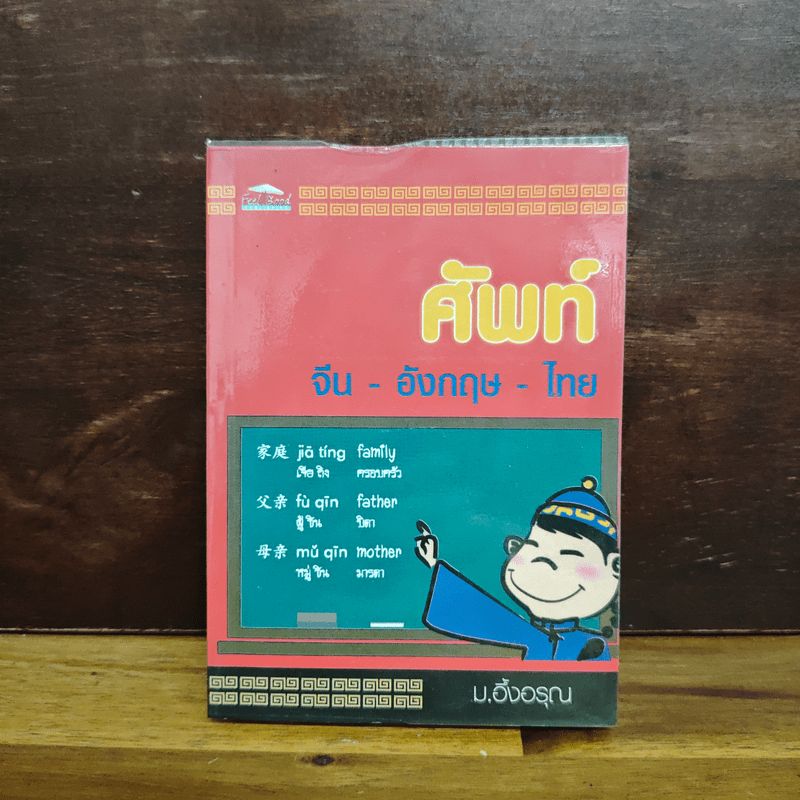 Feel Good
ศัพท์
จีน - อังกฤษ - ไทย
家庭 jiā tíng family
เจีย ถิง ครอบครัว
父亲 fù qīn father
ฟู่ ชิน บิดา
母亲 mǔ qīn mother
หมู่ ชิน มารดา
ม.อึ้งอรุณ